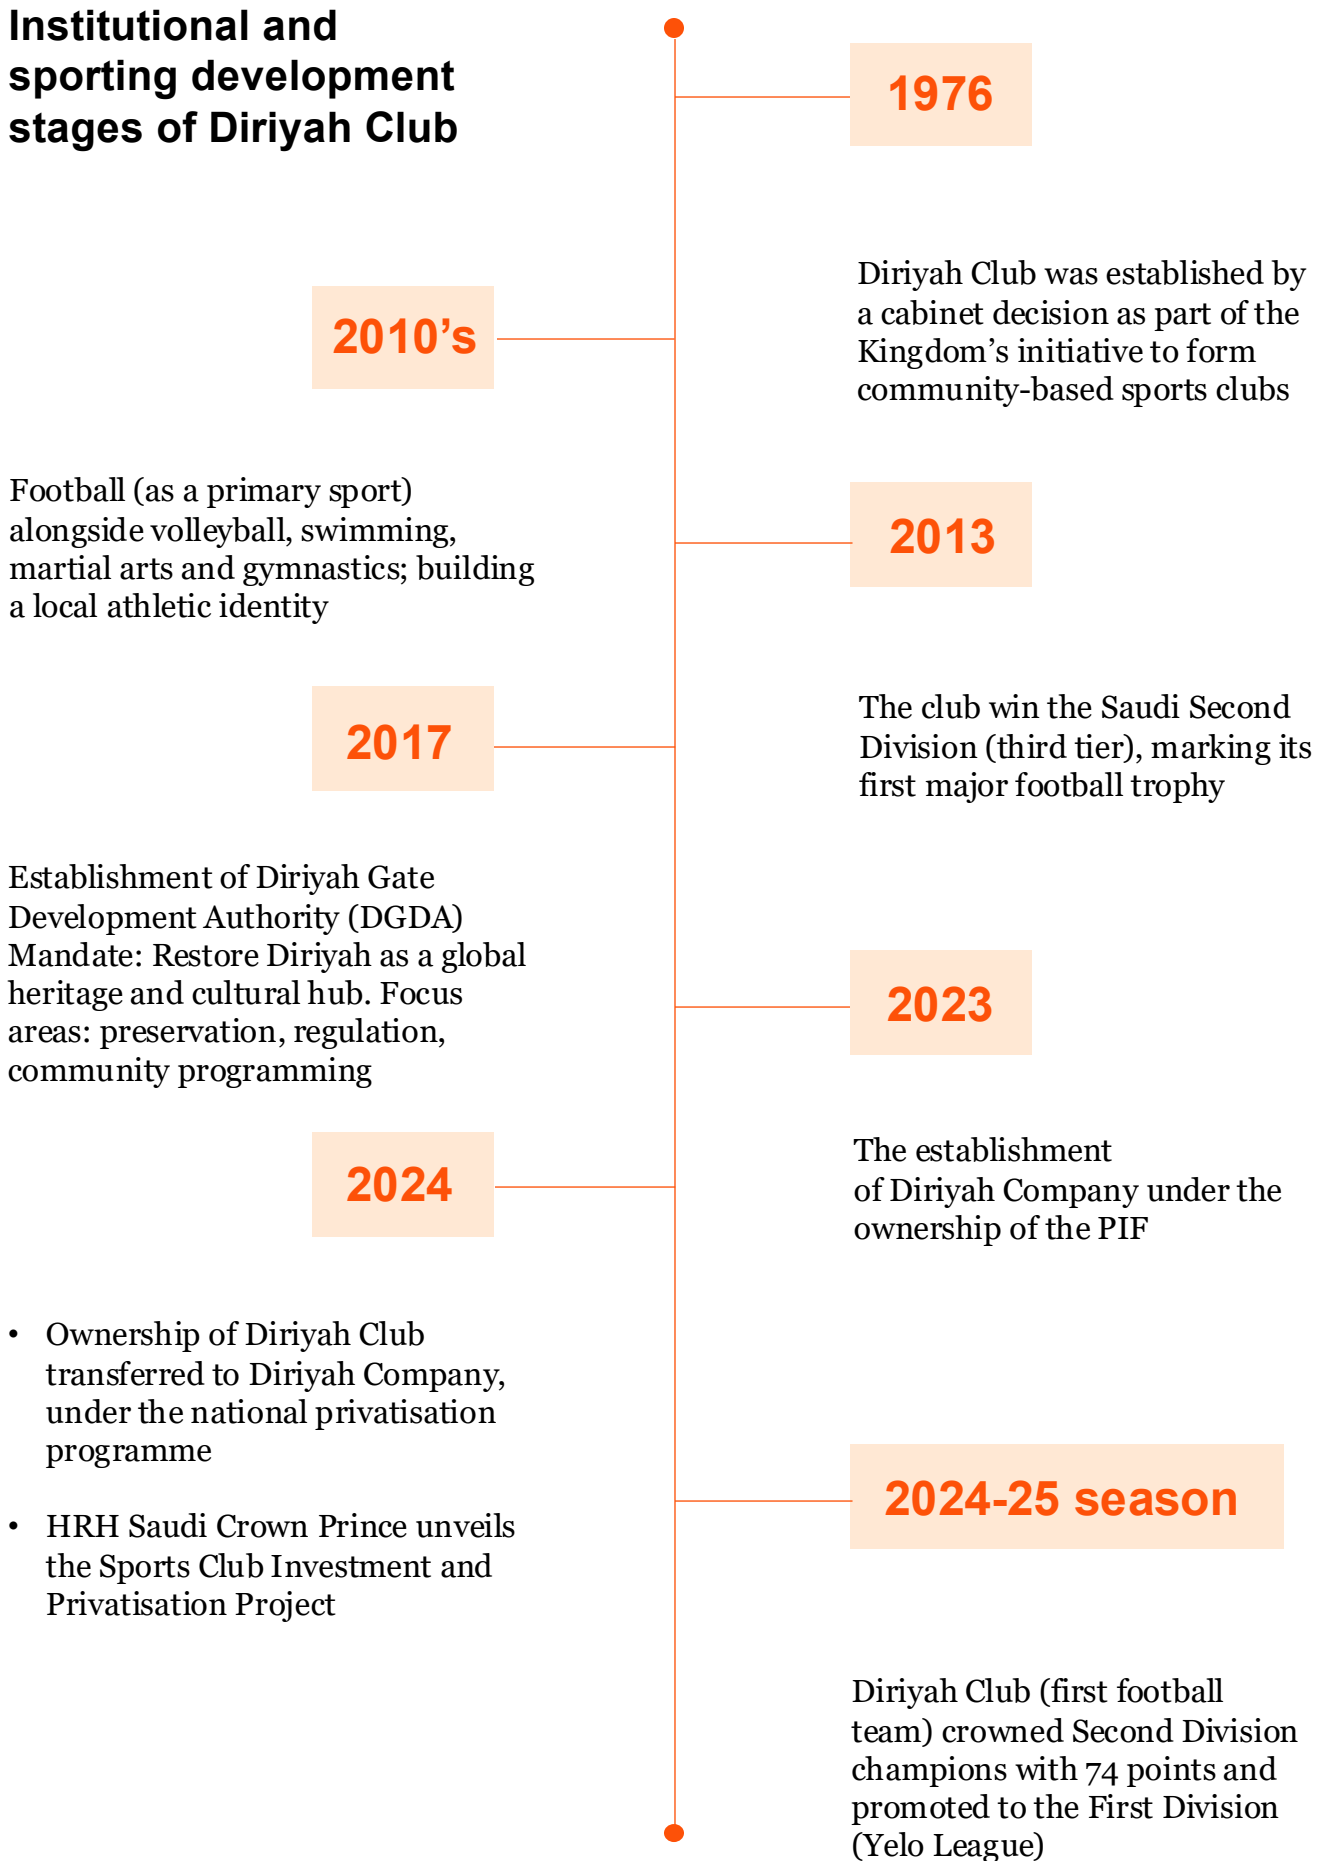 Institutional and
sporting development
stages of Diriyah Club
1976
Diriyah Club was established by
a cabinet decision as part of the
Kingdom’s initiative to form
community-based sports clubs
2010’s
Football (as a primary sport)
alongside volleyball, swimming,
martial arts and gymnastics; building
a local athletic identity
2013
The club win the Saudi Second
Division (third tier), marking its
first major football trophy
2017
Establishment of Diriyah Gate
Development Authority (DGDA)
Mandate: Restore Diriyah as a global
heritage and cultural hub. Focus
areas: preservation, regulation,
community programming
2023
The establishment
of Diriyah Company under the
ownership of the PIF
2024
• Ownership of Diriyah Club
transferred to Diriyah Company,
under the national privatisation
programme
• HRH Saudi Crown Prince unveils
the Sports Club Investment and
Privatisation Project
2024-25 season
Diriyah Club (first football
team) crowned Second Division
champions with 74 points and
promoted to the First Division
(Yelo League)